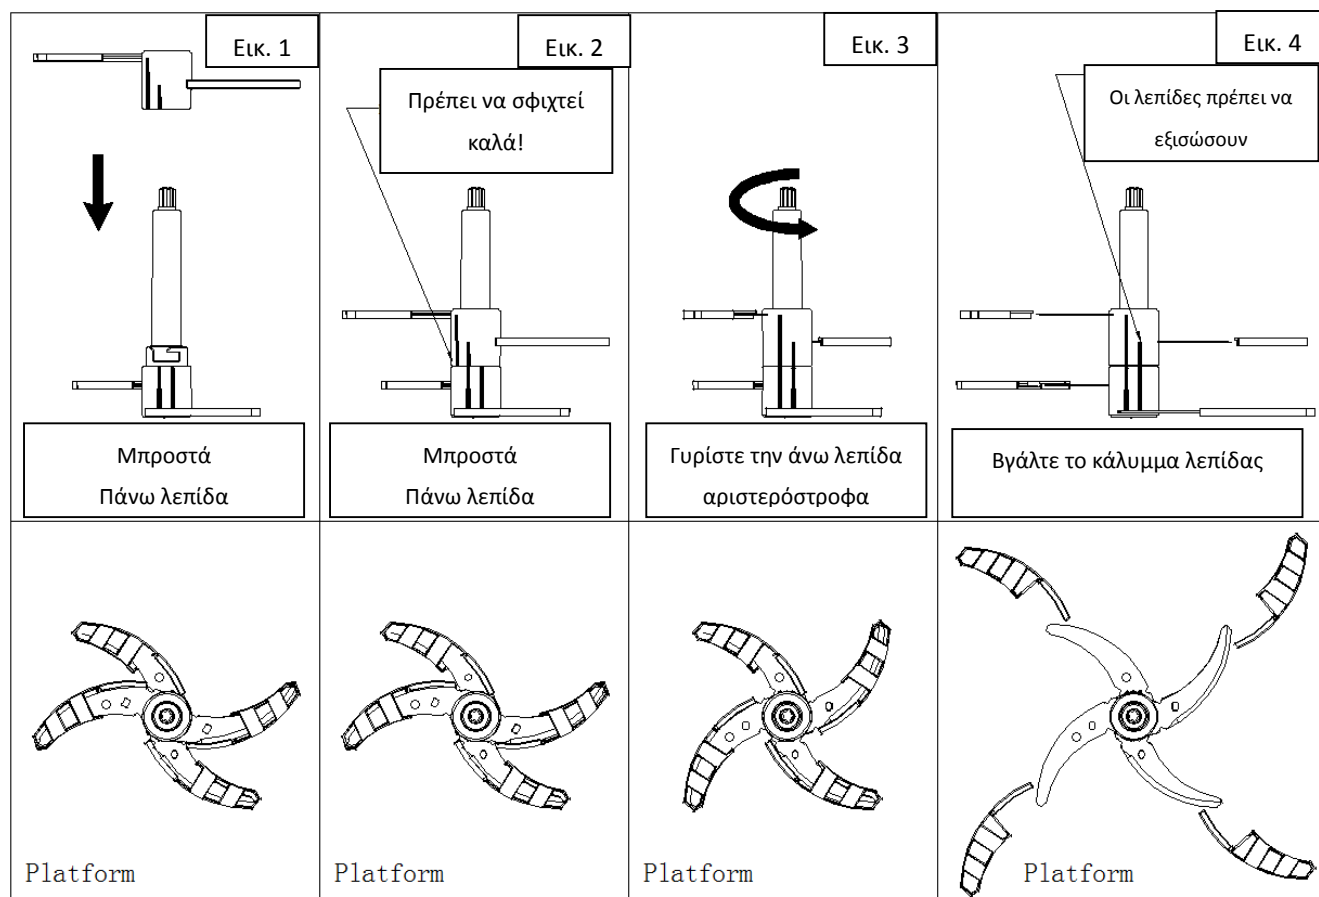 Εικ. 1
Εικ. 2
Εικ. 3
Εικ. 4
Πρέπει να σφιχτεί
καλά!
Οι λεπίδες πρέπει να
εξισώσουν
Μπροστά
Πάνω λεπίδα
Μπροστά
Πάνω λεπίδα
Γυρίστε την άνω λεπίδα
αριστερόστροφα
Βγάλτε το κάλυμμα λεπίδας
Platform
Platform
Platform
Platform